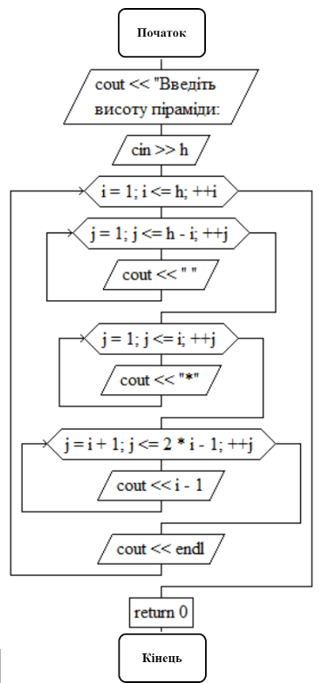 Початок
cout << "Введіть
висоту піраміди:
cin >> h
i = 1; i <= h; ++i
j = 1; j <= h - i; ++j
cout << " "
j = 1; j <= i; ++j
cout << "*"
j = i + 1; j <= 2 * i - 1; ++j
cout << i - 1
cout << endl
return 0
Кінець